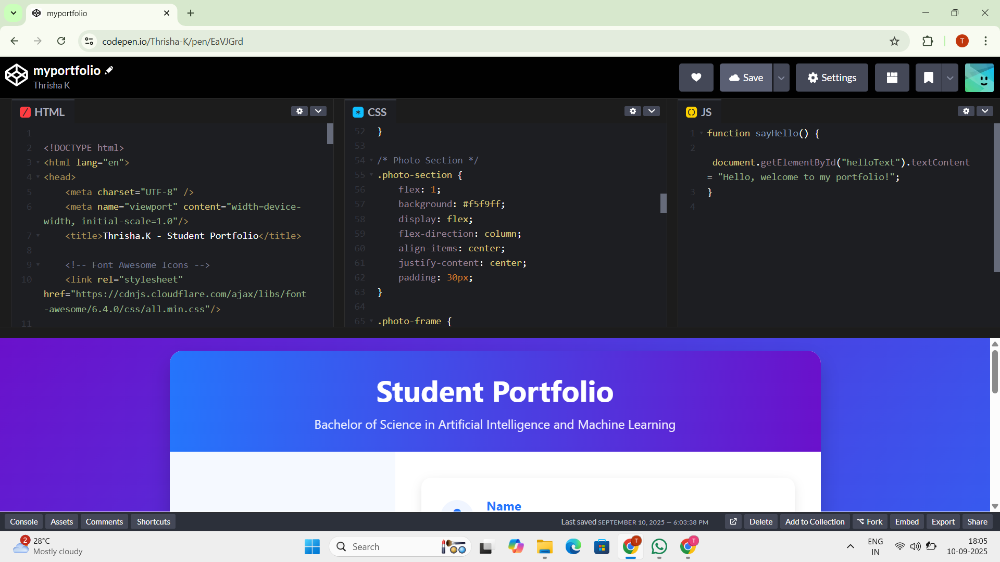 myportfolio
codepen.io/Thrisha-K/pen/EaVJGrd
T
myportfolio
Thrisha K
Save
Settings
HTML
1
2 <!DOCTYPE html>
3 <html lang="en">
4 <head>
5 <meta charset="UTF-8" />
6 <meta name="viewport" content="width=device-
width, initial-scale=1.0"/>
7 <title>Thrisha.K - Student Portfolio</title>
8
9 <!-- Font Awesome Icons -->
10 <link rel="stylesheet"
href="https://cdnjs.cloudflare.com/ajax/libs/font
-awesome/6.4.0/css/all.min.css"/>
11
CSS
52 }
53
54 /* Photo Section */
55 .photo-section {
56 flex: 1;
57 background: #f5f9ff;
58 display: flex;
59 flex-direction: column;
60 align-items: center;
61 justify-content: center;
62 padding: 30px;
63 }
64
65 .photo-frame {
JS
1 function sayHello() {
2
document.getElementById("helloText").textContent
= "Hello, welcome to my portfolio!";
3 }
4
Student Portfolio
Bachelor of Science in Artificial Intelligence and Machine Learning
Name
Console Assets Comments Shortcuts Last saved SEPTEMBER 10, 2025 — 6:03:38 PM Delete Add to Collection Fork Embed Export Share
2
28°C
Mostly cloudy
Search
T
T
ENG
IN
18:05
10-09-2025